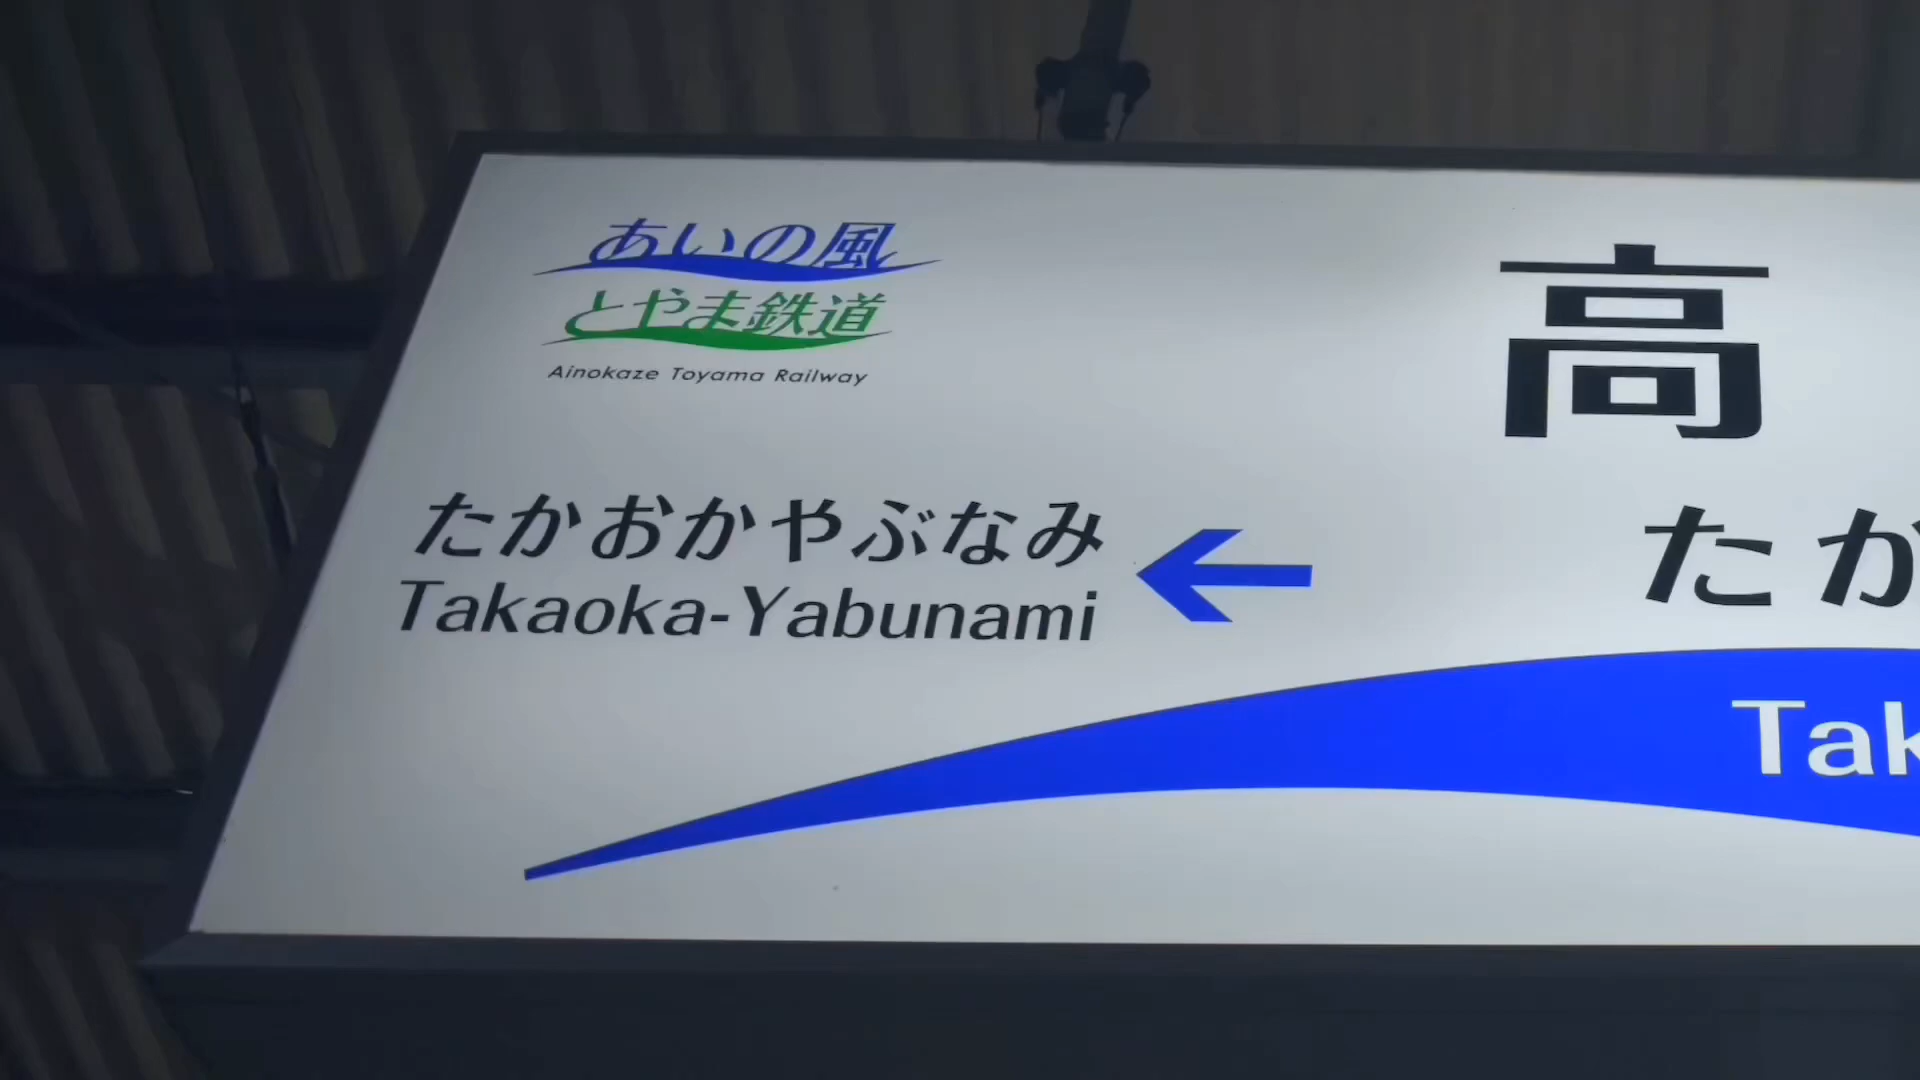 あいの風
とやま鉄道
Ainokaze Toyama Railway
高
たか
たかおかやぶなみ
Takaoka-Yabunami
Tak